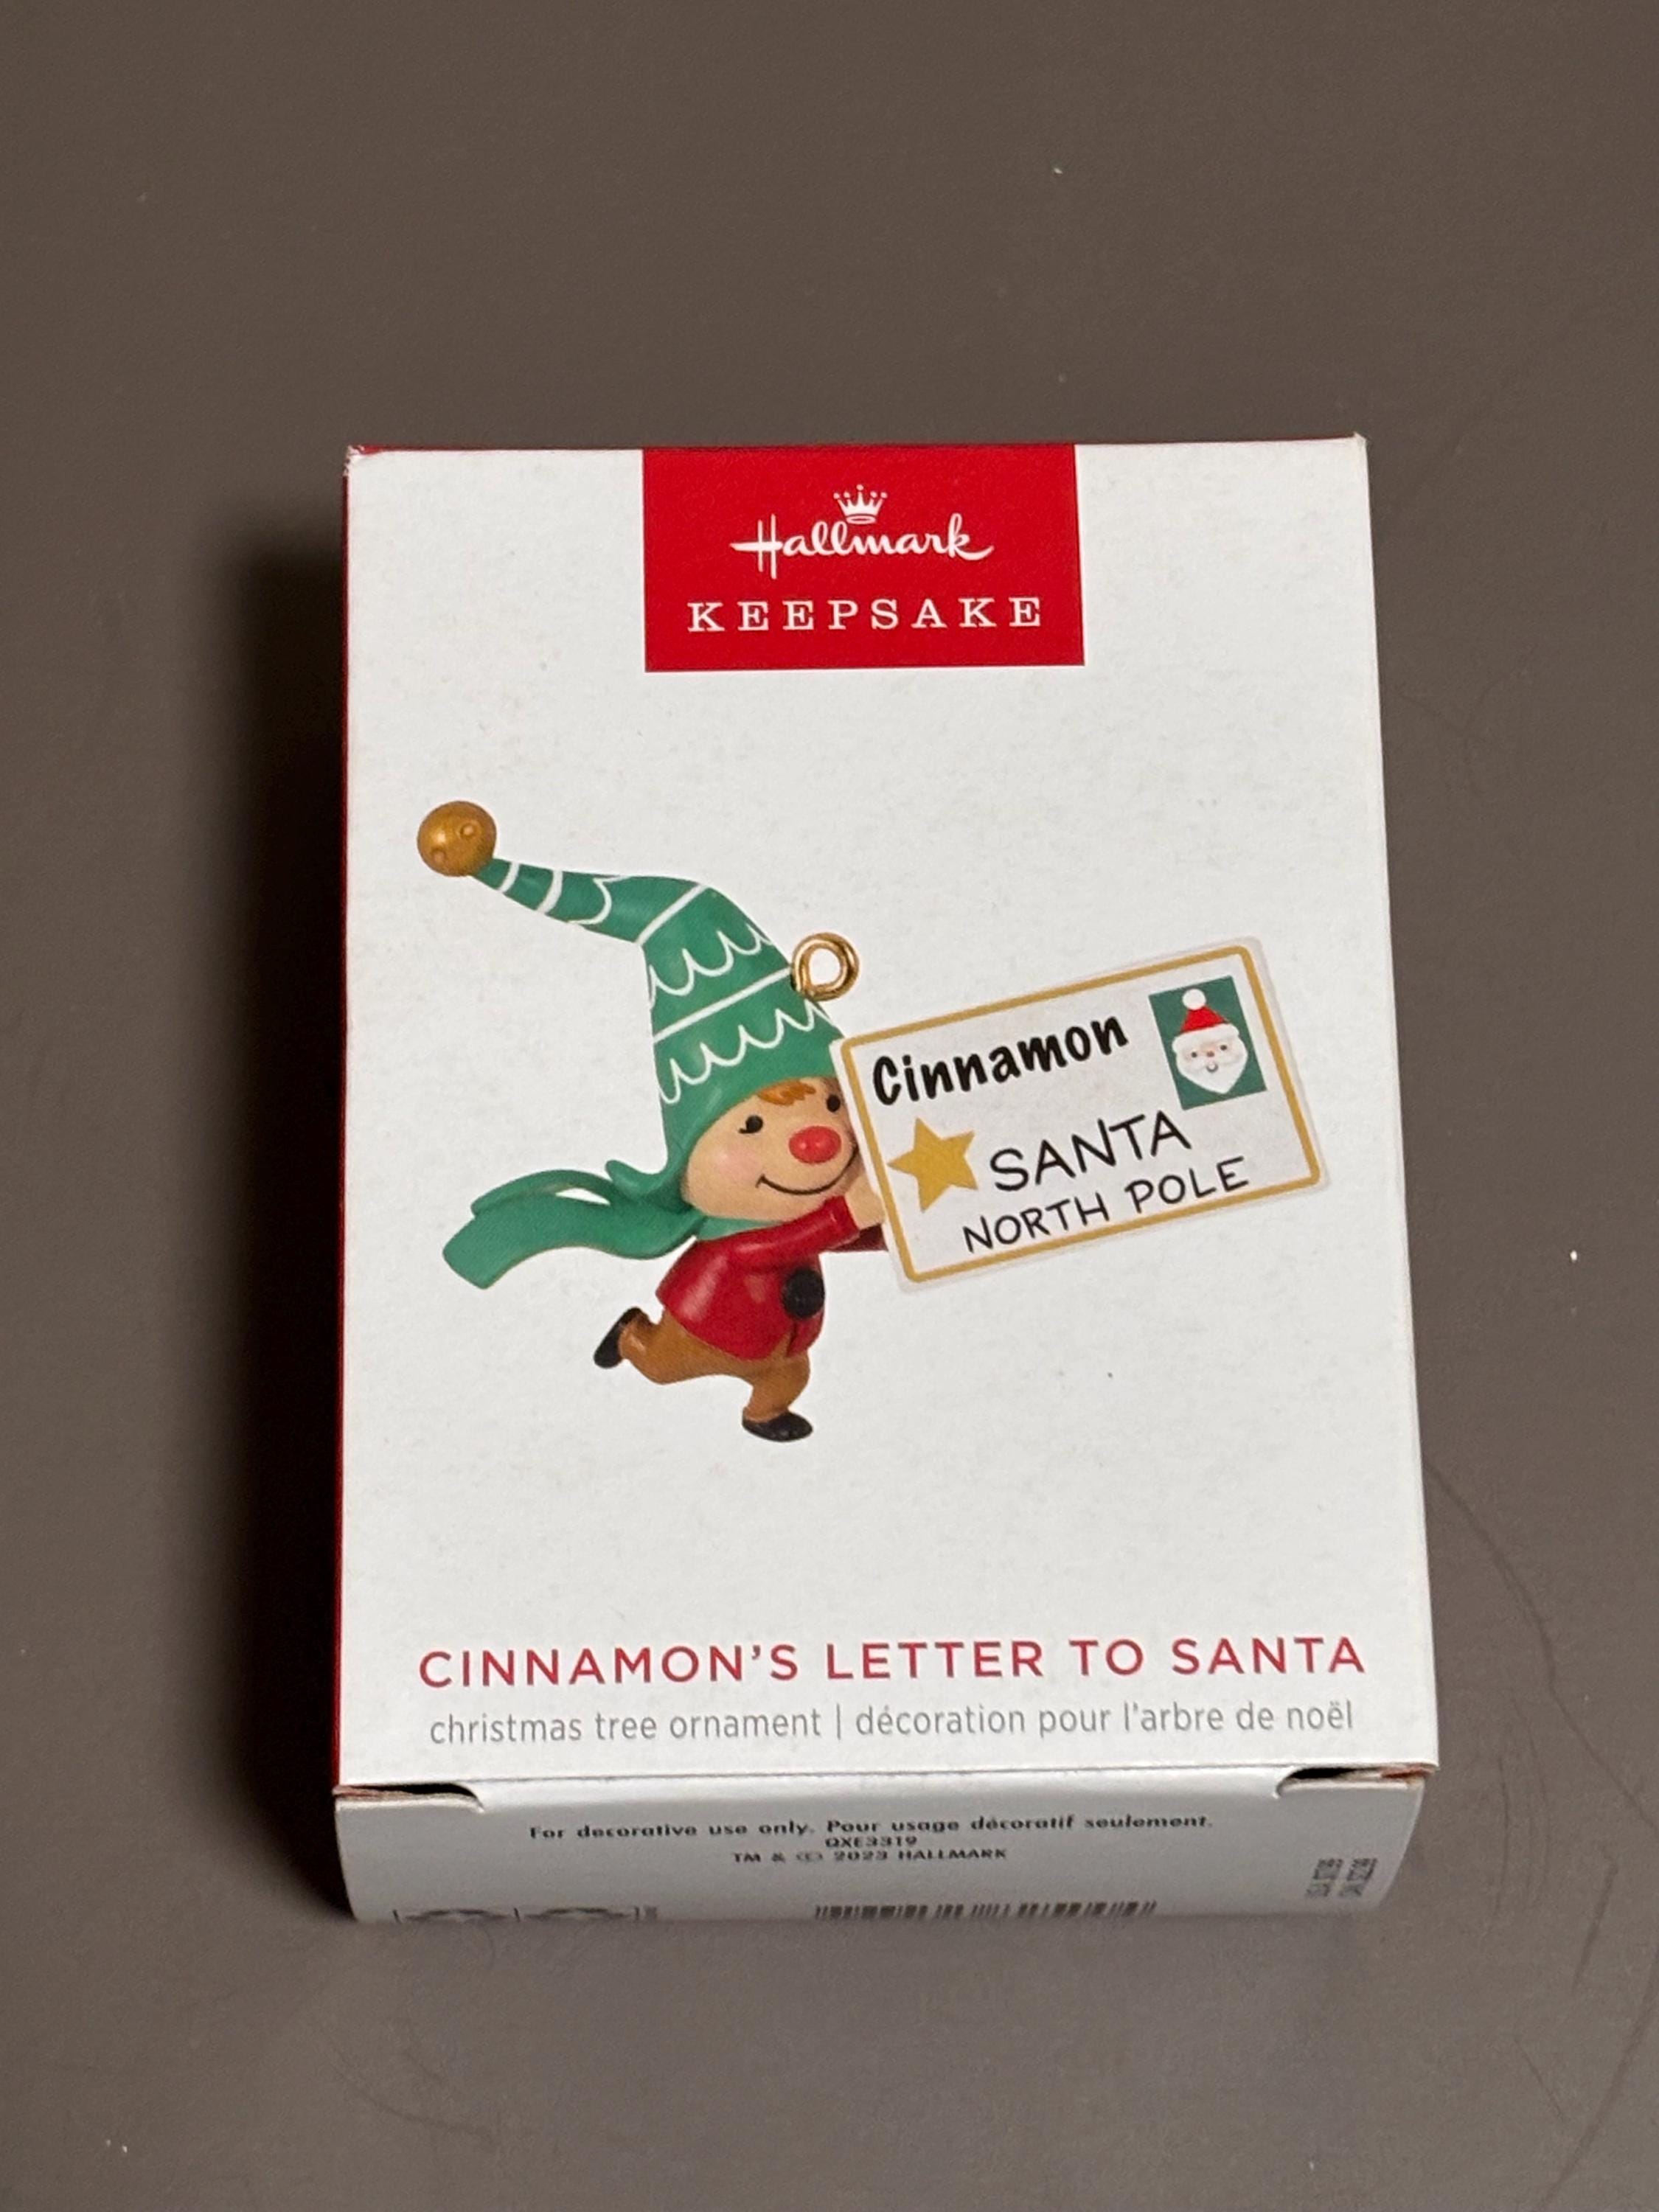 Hallmark
KEEPSAKE
Cinnamon
SANTA
NORTH POLE
CINNAMON'S LETTER TO SANTA
christmas tree ornament | décoration pour l'arbre de noël
For decorative use only. Pour usage décoratif seulement.
QXE3319
TM & © 2023 HALLMARK